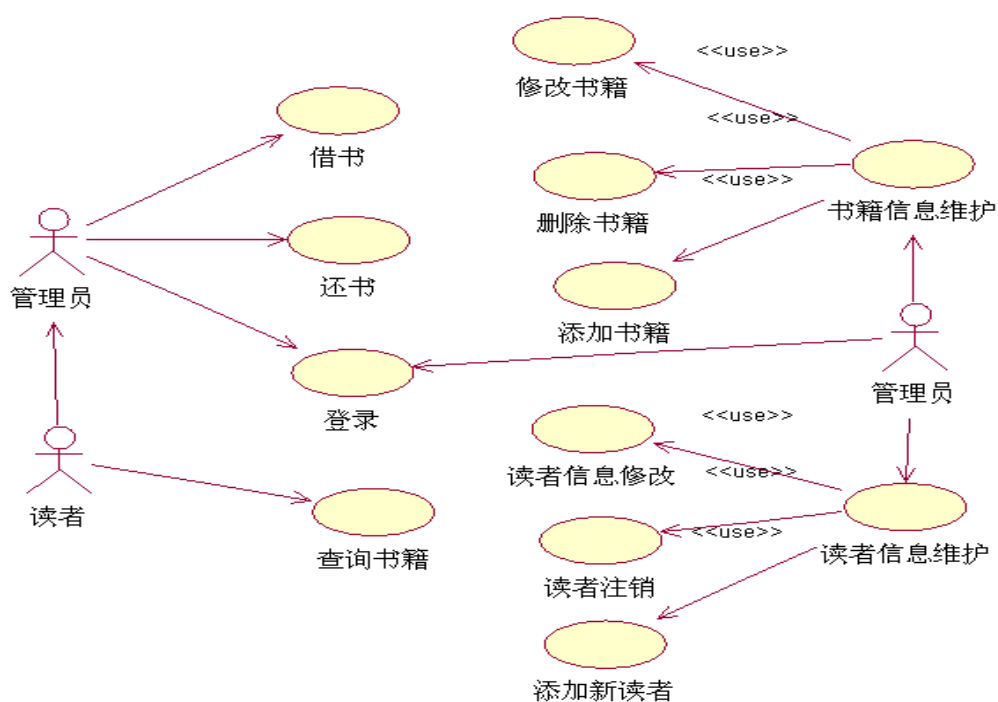 <<use>>
修改书籍
<<use>>
借书
<<use>>
删除书籍
书籍信息维护
管理员
还书
添加书籍
管理员
登录
<<use>>
读者信息修改
<<use>>
读者
查询书籍
<<use>>
读者信息维护
读者注销
添加新读者